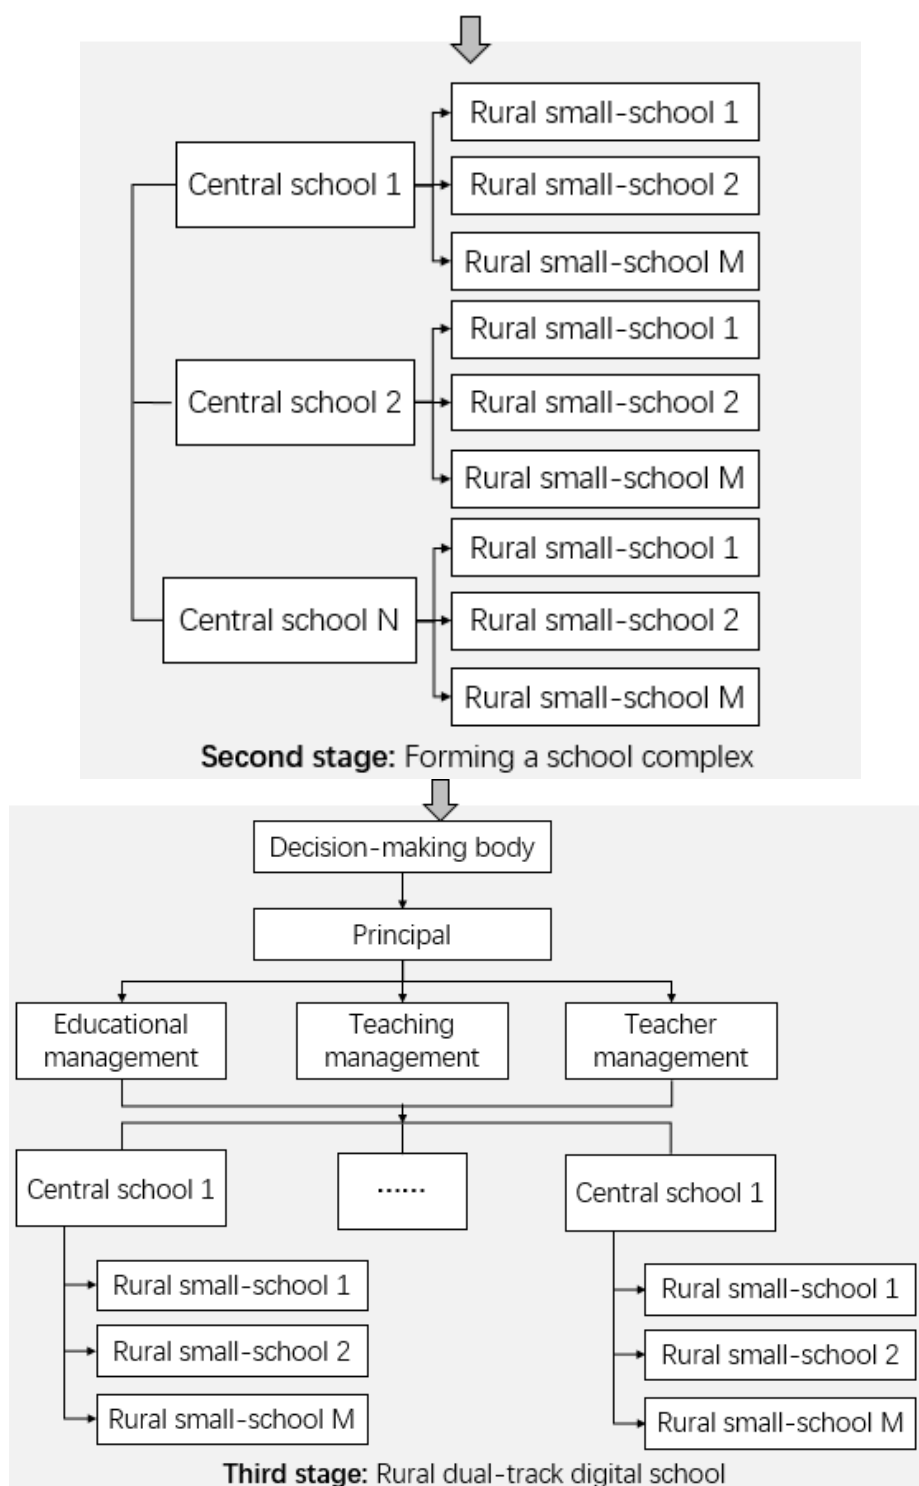 Central school 1
Rural small-school 1
Rural small-school 2
Rural small-school M
Central school 2
Rural small-school 1
Rural small-school 2
Rural small-school M
Central school N
Rural small-school 1
Rural small-school 2
Rural small-school M
Second stage: Forming a school complex
Decision-making body
Principal
Educational
management
Teaching
management
Teacher
management
Central school 1
......
Central school 1
Rural small-school 1
Rural small-school 2
Rural small-school M
Rural small-school 1
Rural small-school 2
Rural small-school M
Third stage: Rural dual-track digital school